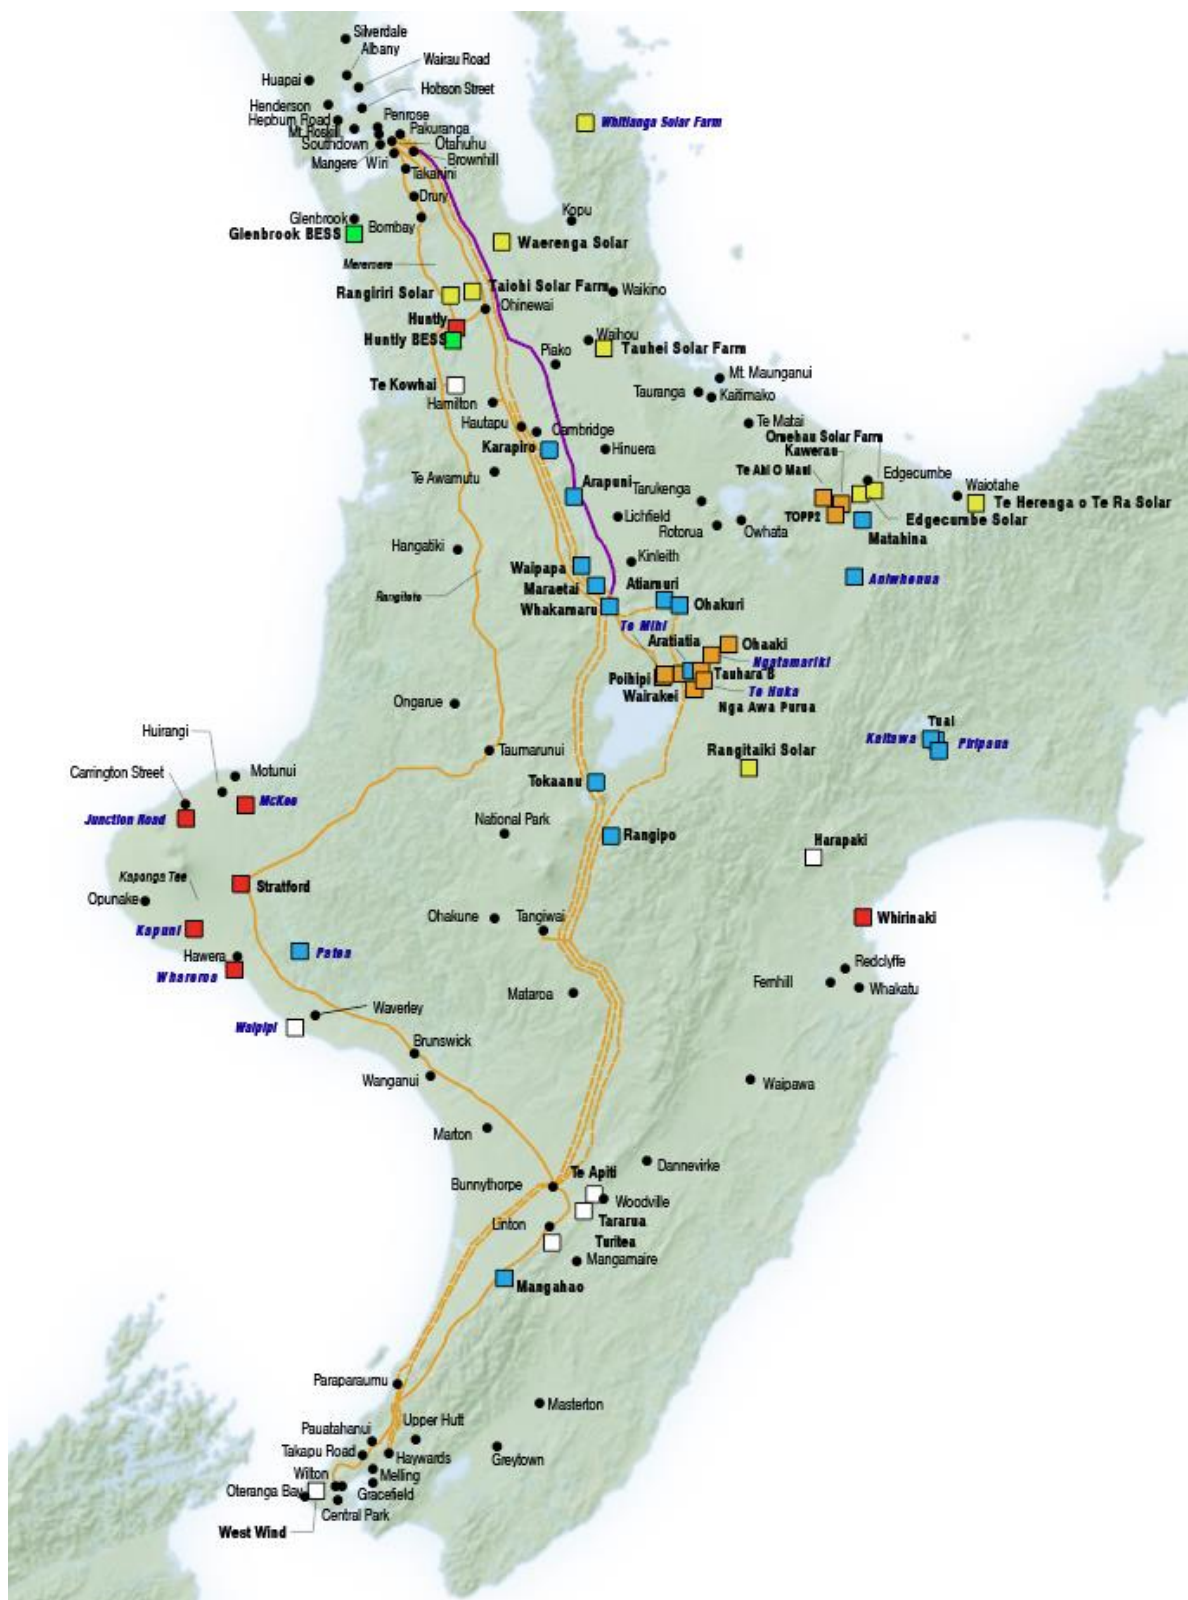 Silverdale
Albany
Wairau Road
Huapai
Hobson Street
Henderson
Hepburn Road
Penrose
Mt Roskill
Pakuranga
Southdown
Otahuhu
Mangere
Wiri
Brownhill
Takanini
Whitianga Solar Farm
Drury
Glenbrook
Bombay
Kopu
Glenbrook BESS
Waerenga Solar
Meremere
Rangiriri Solar
Taiohi Solar Farm
Waikino
Ohinewai
Huntly
Huntly BESS
Waihou
Tauhei Solar Farm
Piako
Te Kowhai
Mt. Maunganui
Tauranga
Kaitimako
Hamilton
Hautapu
Cambridge
Te Matai
Karapiro
Hinuera
Omehau Solar Farm
Kawerau
Te Ahi O Maui
Edgecumbe
Te Awamutu
Arapuni
Tarukenga
Waiotahe
Te Herenga o Te Ra Solar
Lichfield
TOPP2
Edgecumbe Solar
Rotorua
Owhata
Matahina
Hangatiki
Kinleith
Waipapa
Aniwhenua
Maraetai
Atiamuri
Rangitoto
Whakamaru
Ohakuri
Te Mihi
Aratiatia
Ohaaki
Ngatamariki
Poihipi
Tauhara B
Wairakei
Te Huka
Nga Awa Purua
Ongarue
Huirangi
Tuai
Kaitawa
Piripaua
Taumarunui
Rangitaiki Solar
Carrington Street
Motunui
Tokaanu
McKee
Junction Road
National Park
Rangipo
Harapaki
Kaponga Tee
Stratford
Opunake
Ohakune
Tangiwai
Whirinaki
Kapuni
Hawera
Patea
Whareroa
Redclyffe
Fernhill
Whakatu
Mataroa
Waverley
Waipipi
Brunswick
Wanganui
Waipawa
Marton
Dannevirke
Te Apiti
Bunnythorpe
Woodville
Linton
Tararua
Turitea
Mangamaire
Mangahao
Paraparaumu
Masterton
Pauatahanui
Upper Hutt
Takapu Road
Haywards
Greytown
Wilton
Melling
Oteranga Bay
Gracefield
Central Park
West Wind